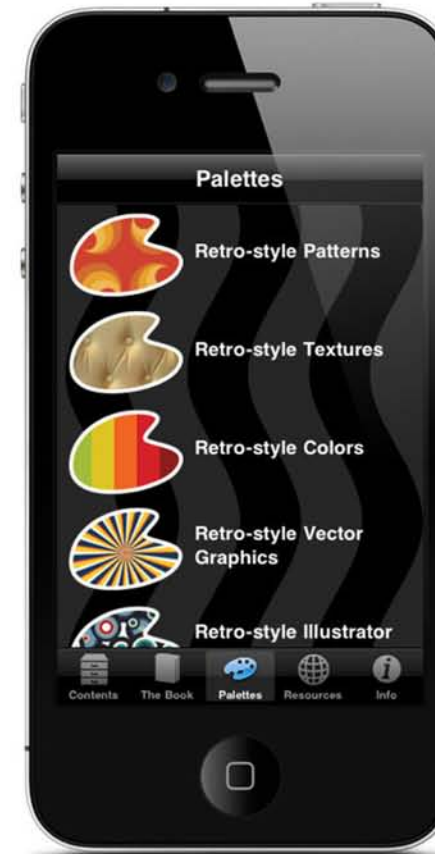 Palettes
Retro-style Patterns
Retro-style Textures
Retro-style Colors
Retro-style Vector
Graphics
Retro-style Illustrator
Contents
The Book
Palettes
Resources
Info